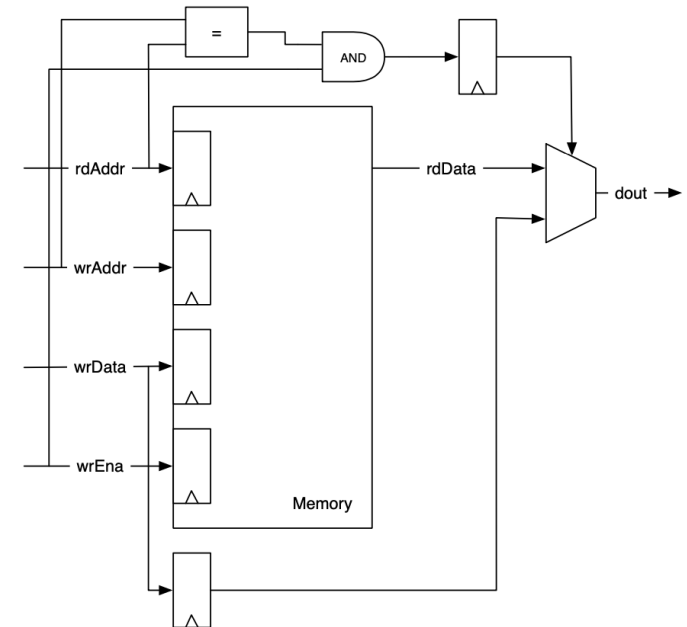 =
AND
rdAddr
rdData
dout
wrAddr
wrData
wrEna
Memory